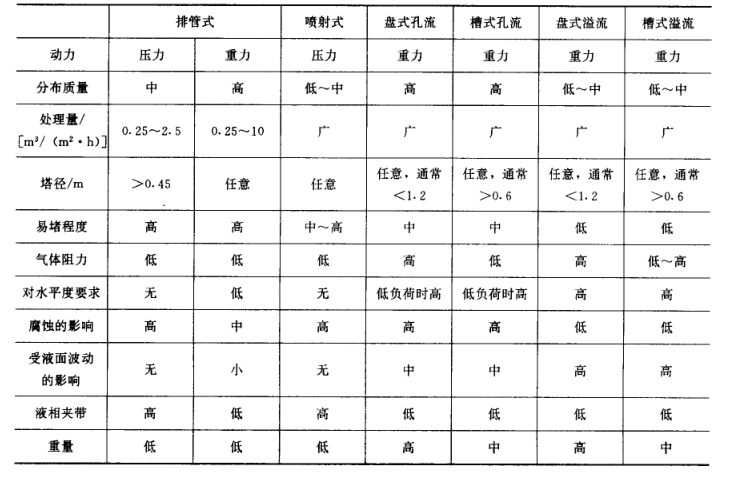 排管式 喷射式 盘式孔流 槽式孔流 盘式溢流 槽式溢流
动力 压力 重力 压力 重力 重力 重力 重力
分布质量 中 高 低～中 高 高 低～中 低～中
处理量/
[m³/（m²·h)] 0.25～2.5 0.25～10 广 广 广 广 广
塔径/m >0.45 任意 任意 任意，通常 任意，通常 任意，通常 任意，通常
<1.2 >0.6 <1.2 >0.6
易堵程度 高 高 中～高 中 中 低 低
气体阻力 低 低 低 高 低 高 低～高
对水平度要求 无 低 无 低负荷时高 低负荷时高 高 高
腐蚀的影响 高 中 高 高 高 低 低
受液面波动
的影响 无 小 无 中 中 高 高
液相夹带 高 低 高 低 低 低 低
重量 低 低 低 高 中 高 中